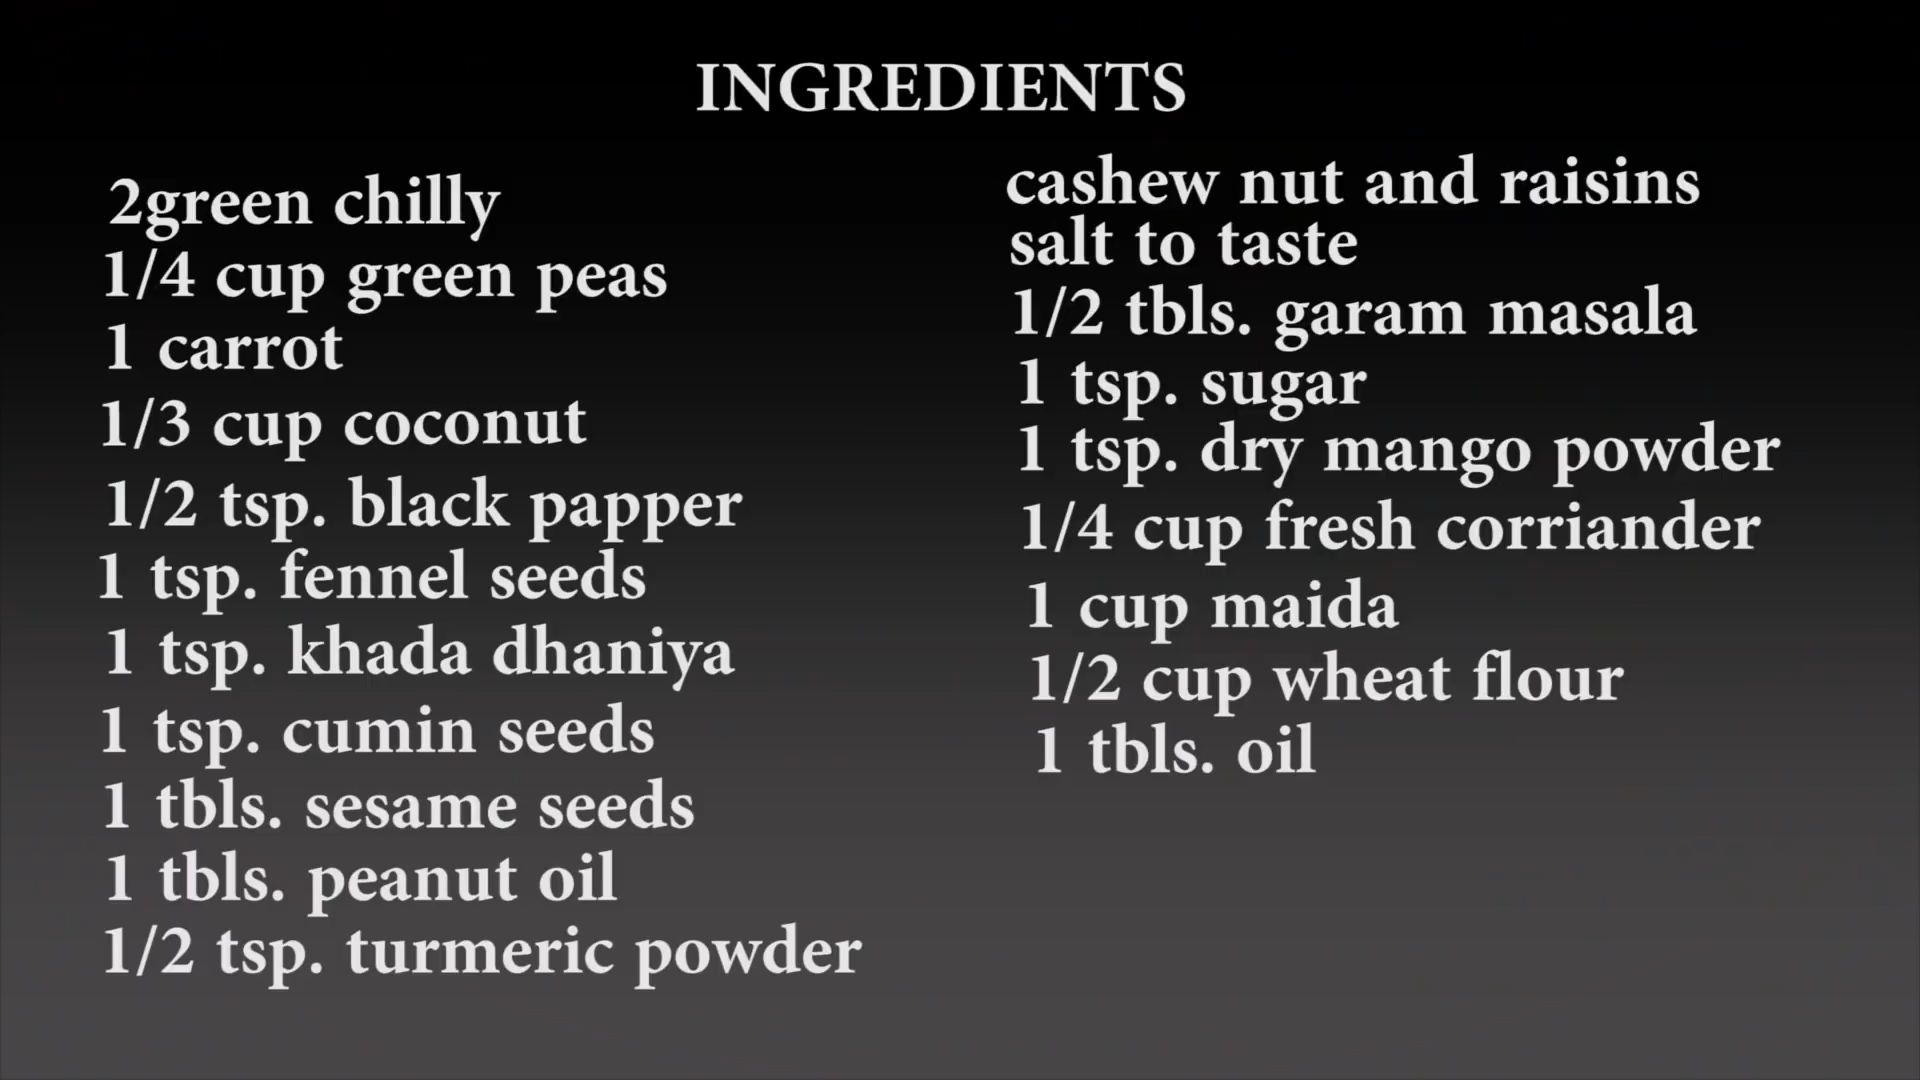 INGREDIENTS
2green chilly
1/4 cup green peas
1 carrot
1/3 cup coconut
1/2 tsp. black papper
1 tsp. fennel seeds
1 tsp. khada dhaniya
1 tsp. cumin seeds
1 tbls. sesame seeds
1 tbls. peanut oil
1/2 tsp. turmeric powder
cashew nut and raisins
salt to taste
1/2 tbls. garam masala
1 tsp. sugar
1 tsp. dry mango powder
1/4 cup fresh corriander
1 cup maida
1/2 cup wheat flour
1 tbls. oil